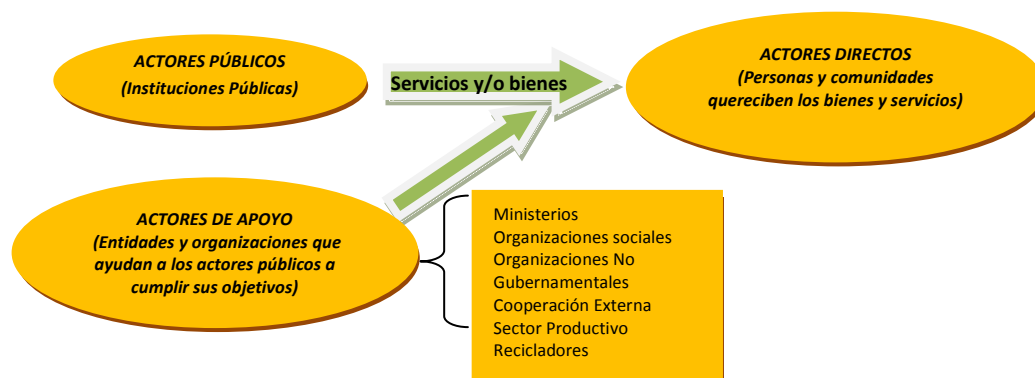 ACTORES PÚBLICOS
(Instituciones Públicas)
Servicios y/o bienes
ACTORES DIRECTOS
(Personas y comunidades
quereciben los bienes y servicios)
ACTORES DE APOYO
(Entidades y organizaciones que
ayudan a los actores públicos a
cumplir sus objetivos)
Ministerios
Organizaciones sociales
Organizaciones No
Gubernamentales
Cooperación Externa
Sector Productivo
Recicladores